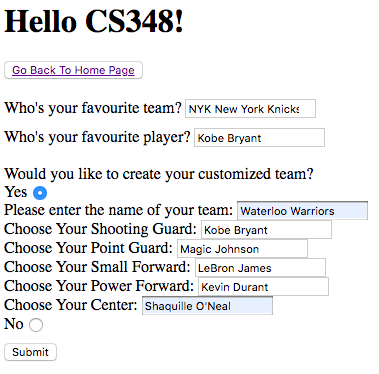 Hello CS348!
Go Back To Home Page
Who's your favourite team? NYK New York Knicks
Who's your favourite player? Kobe Bryant
Would you like to create your customized team?
Yes
Please enter the name of your team: Waterloo Warriors
Choose Your Shooting Guard: Kobe Bryant
Choose Your Point Guard: Magic Johnson
Choose Your Small Forward: LeBron James
Choose Your Power Forward: Kevin Durant
Choose Your Center: Shaquille O'Neal
No
Submit